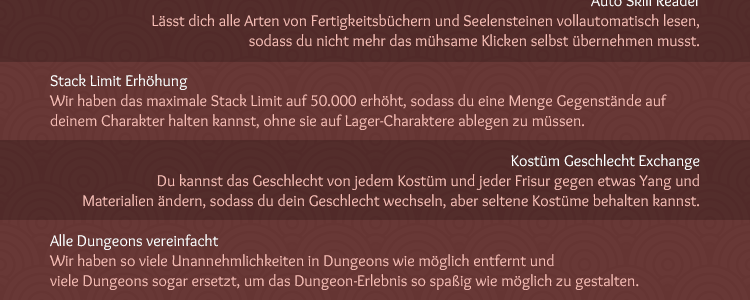 Auto Skill Reader
Lässt dich alle Arten von Fertigkeitsbüchern und Seelensteinen vollautomatisch lesen,
sodass du nicht mehr das mühsame Klicken selbst übernehmen musst.
Stack Limit Erhöhung
Wir haben das maximale Stack Limit auf 50.000 erhöht, sodass du eine Menge Gegenstände auf
deinem Charakter halten kannst, ohne sie auf Lager-Charaktere ablegen zu müssen.
Kostüm Geschlecht Exchange
Du kannst das Geschlecht von jedem Kostüm und jeder Frisur gegen etwas Yang und
Materialien ändern, sodass du dein Geschlecht wechseln, aber seltene Kostüme behalten kannst.
Alle Dungeons vereinfacht
Wir haben so viele Unannehmlichkeiten in Dungeons wie möglich entfernt und
viele Dungeons sogar ersetzt, um das Dungeon-Erlebnis so spaßig wie möglich zu gestalten.